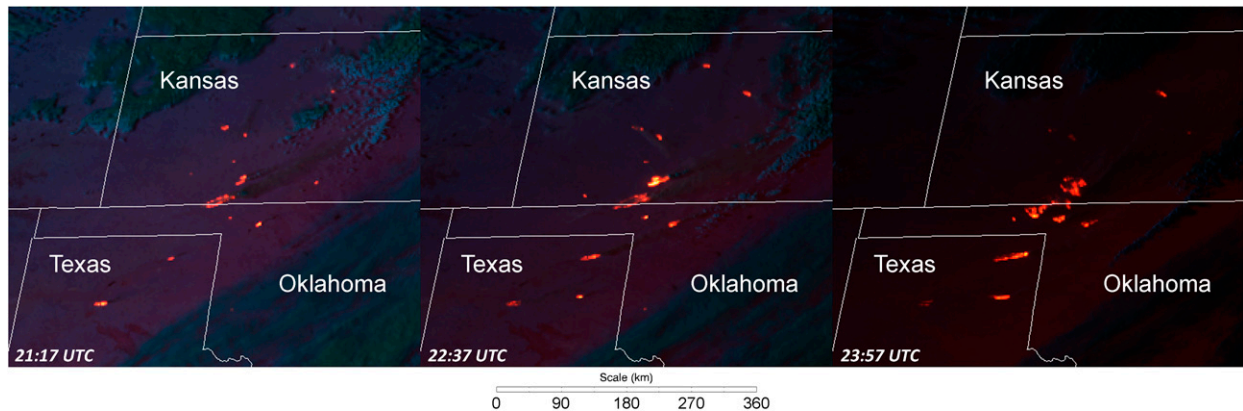 Kansas
Texas
Oklahoma
21:17 UTC
Kansas
Texas
Oklahoma
22:37 UTC
Kansas
Texas
Oklahoma
23:57 UTC
Scale (km)
0 90 180 270 360